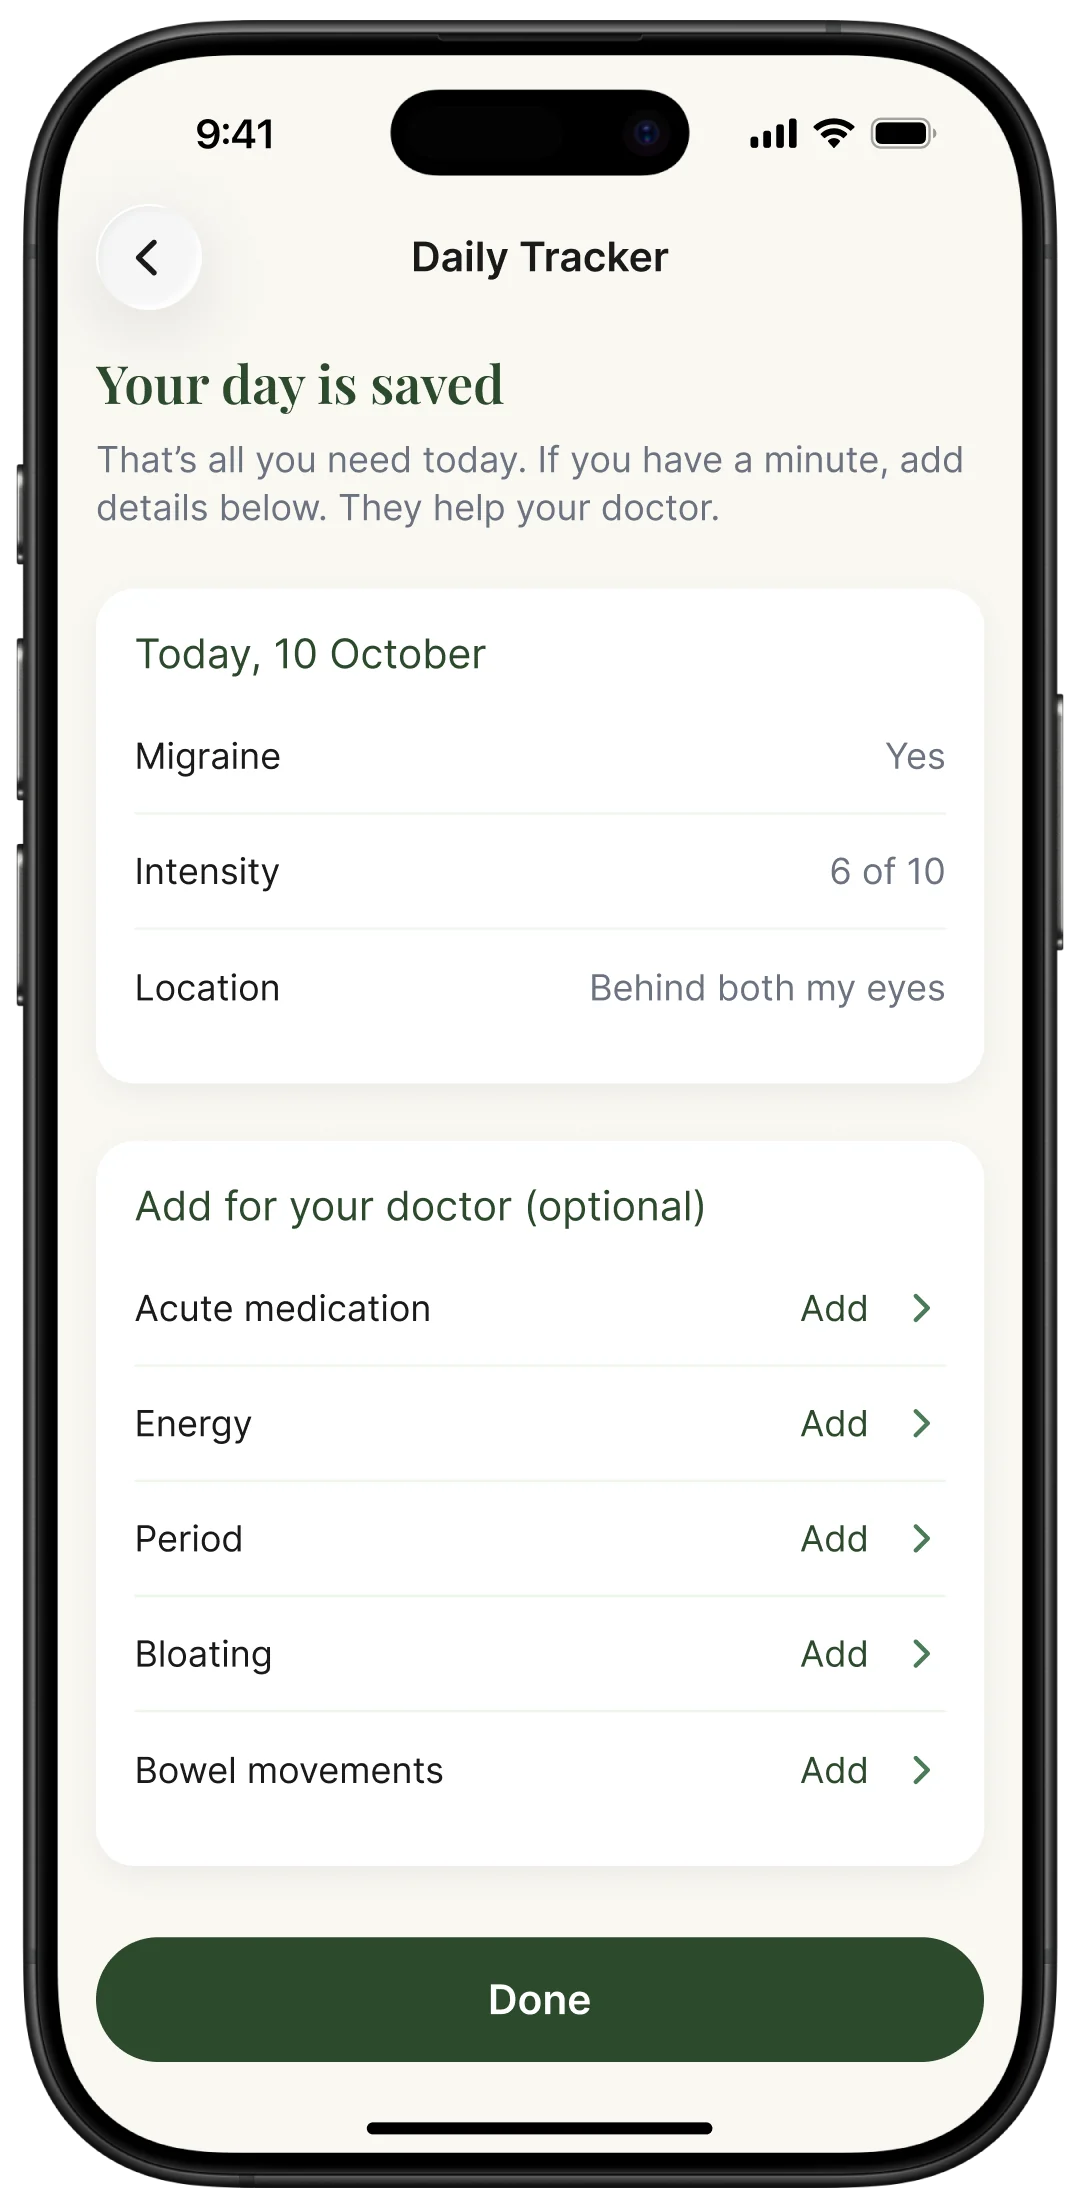 9:41
Daily Tracker
Your day is saved
That’s all you need today. If you have a minute, add
details below. They help your doctor.
Today, 10 October
Migraine Yes
Intensity 6 of 10
Location Behind both my eyes
Add for your doctor (optional)
Acute medication Add
Energy Add
Period Add
Bloating Add
Bowel movements Add
Done